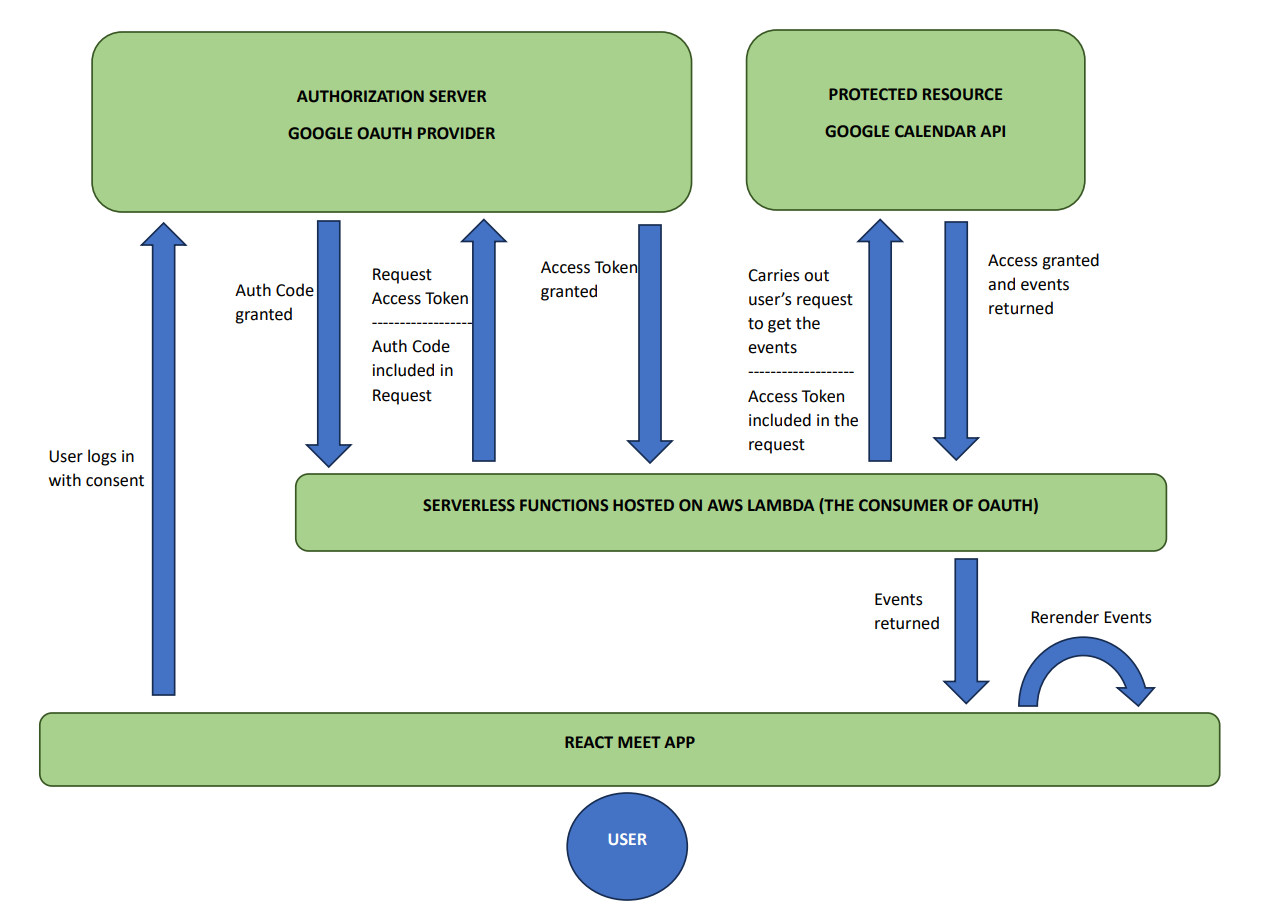 AUTHORIZATION SERVER
GOOGLE OAUTH PROVIDER
PROTECTED RESOURCE
GOOGLE CALENDAR API
User logs in
with consent
Auth Code
granted
Request
Access Token
------------------
Auth Code
included in
Request
Access Token
granted
Carries out
user’s request
to get the
events
-------------------
Access Token
included in the
request
Access granted
and events
returned
SERVERLESS FUNCTIONS HOSTED ON AWS LAMBDA (THE CONSUMER OF OAUTH)
Events
returned
Rerender Events
REACT MEET APP
USER